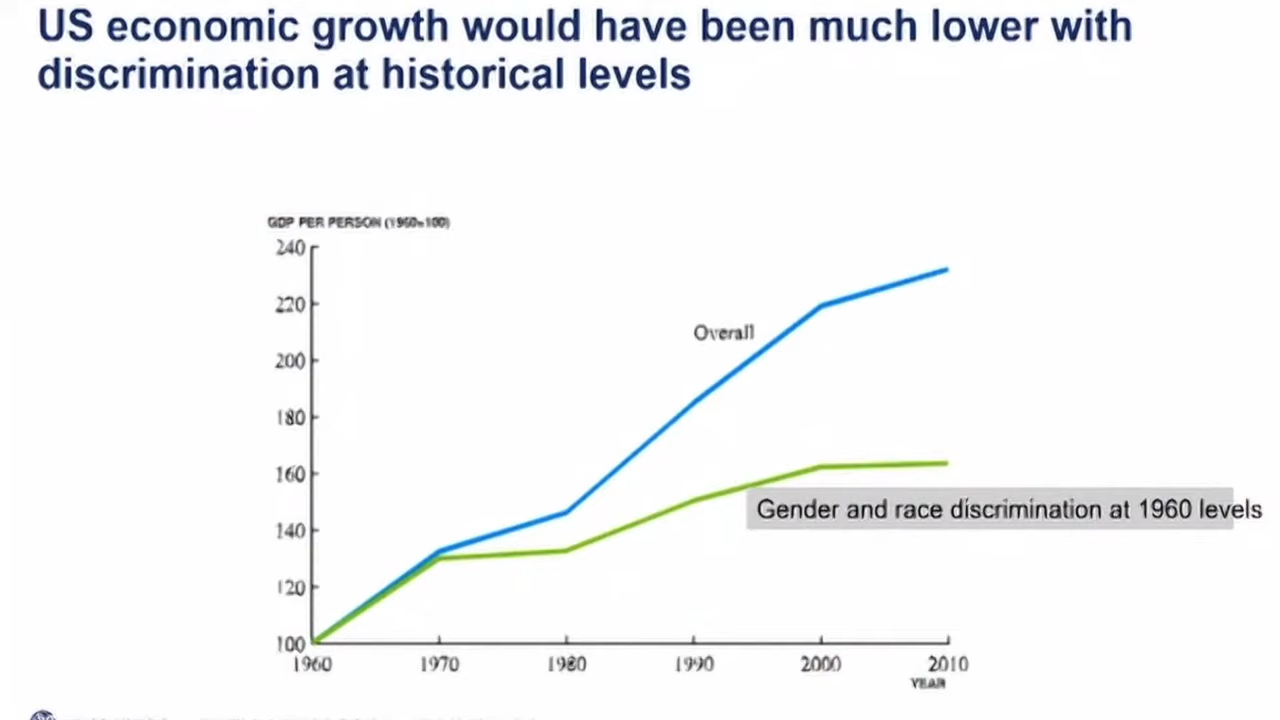 US economic growth would have been much lower with
discrimination at historical levels
GDP PER PERSON (1960=100)
240
220
Overall
200
180
160
Gender and race discrimination at 1960 levels
140
120
100
1960 1970 1980 1990 2000 2010
YEAR